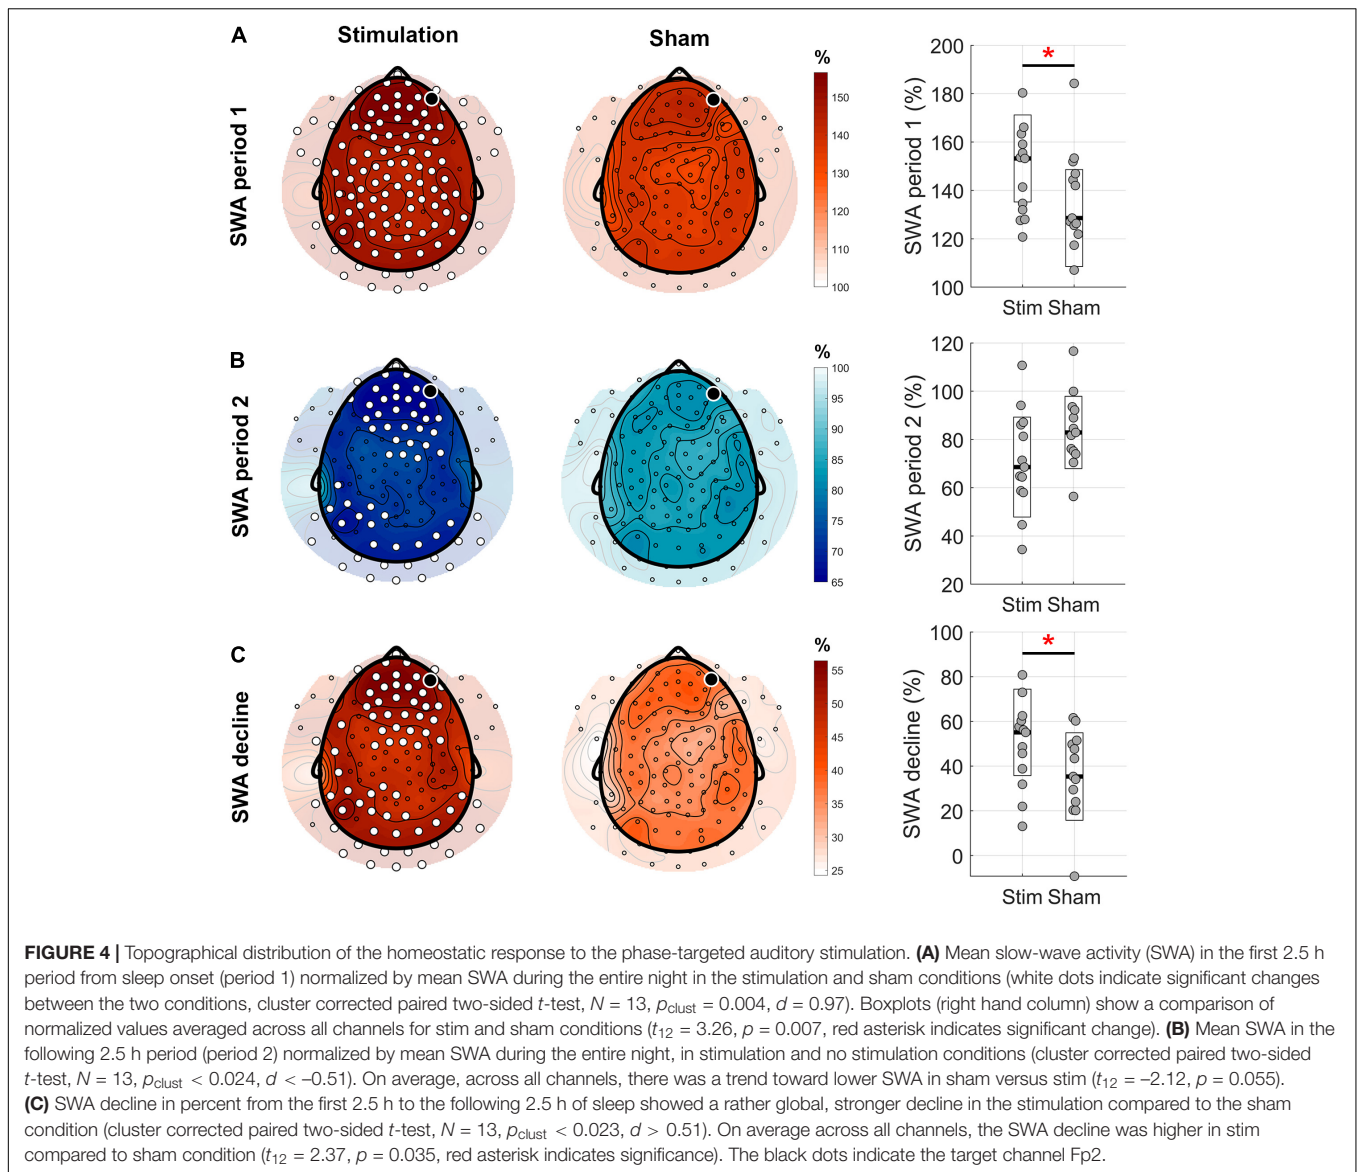 A
Stimulation
Sham
SWA period 1
%
150
140
130
120
110
100
SWA period 1 (%)
200
180
160
140
120
100
*
Stim Sham
B
SWA period 2
%
100
95
90
85
80
75
70
65
SWA period 2 (%)
120
100
80
60
40
20
Stim Sham
C
SWA decline
%
55
50
45
40
35
30
25
SWA decline (%)
100
80
60
40
20
0
*
Stim Sham
FIGURE 4 | Topographical distribution of the homeostatic response to the phase-targeted auditory stimulation. (A) Mean slow-wave activity (SWA) in the first 2.5 h
period from sleep onset (period 1) normalized by mean SWA during the entire night in the stimulation and sham conditions (white dots indicate significant changes
between the two conditions, cluster corrected paired two-sided t-test, N = 13, pclust = 0.004, d = 0.97). Boxplots (right hand column) show a comparison of
normalized values averaged across all channels for stim and sham conditions (t12 = 3.26, p = 0.007, red asterisk indicates significant change). (B) Mean SWA in the
following 2.5 h period (period 2) normalized by mean SWA during the entire night, in stimulation and no stimulation conditions (cluster corrected paired two-sided
t-test, N = 13, pclust < 0.024, d < –0.51). On average, across all channels, there was a trend toward lower SWA in sham versus stim (t12 = –2.12, p = 0.055).
(C) SWA decline in percent from the first 2.5 h to the following 2.5 h of sleep showed a rather global, stronger decline in the stimulation compared to the sham
condition (cluster corrected paired two-sided t-test, N = 13, pclust < 0.023, d > 0.51). On average across all channels, the SWA decline was higher in stim
compared to sham condition (t12 = 2.37, p = 0.035, red asterisk indicates significance). The black dots indicate the target channel Fp2.